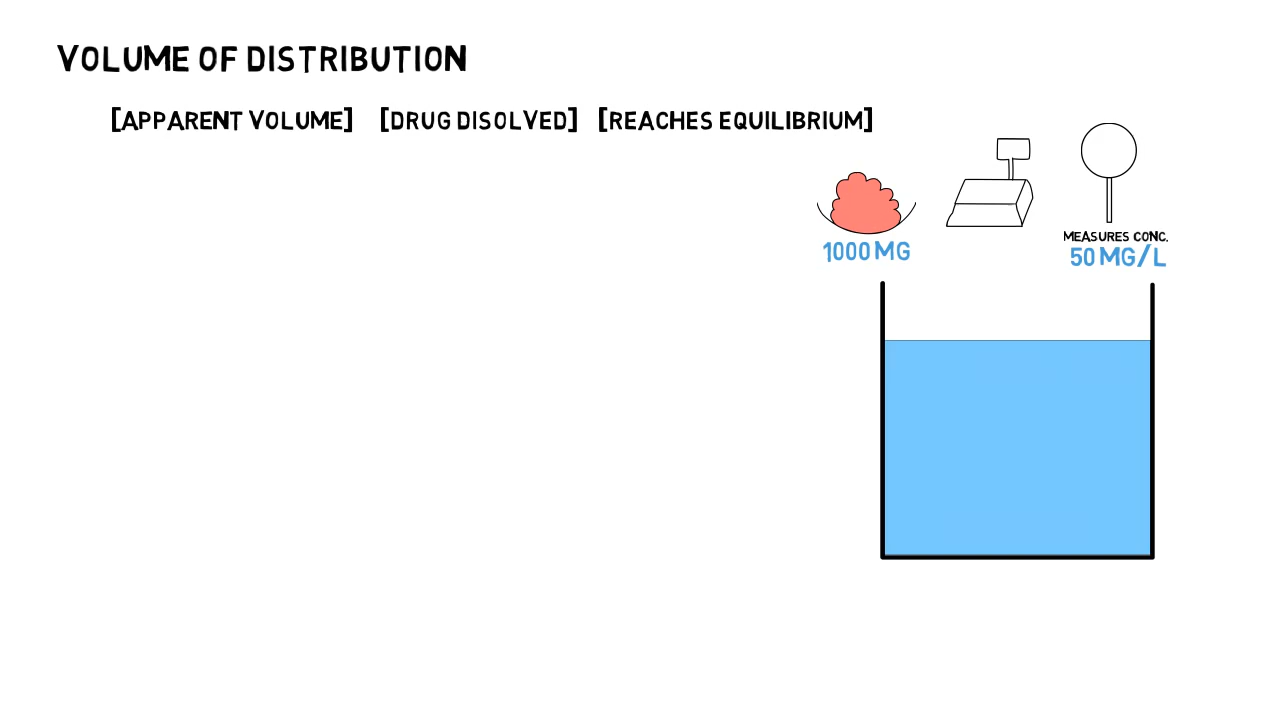 VOLUME OF DISTRIBUTION
[APPARENT VOLUME] [DRUG DISOLVED] [REACHES EQUILIBRIUM]
1000 MG
MEASURES CONC.
50 MG/L